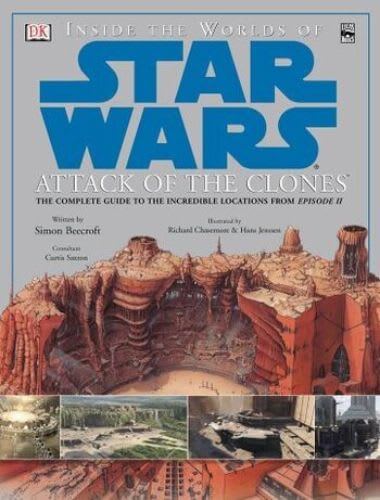 DK
INSIDE THE WORLDS OF
STAR
WARS®
ATTACK OF THE CLONES™
THE COMPLETE GUIDE TO THE INCREDIBLE LOCATIONS FROM EPISODE II
Written by
Simon Beecroft
Consultant
Curtis Saxton
Illustrated by
Richard Chasemore & Hans Jenssen